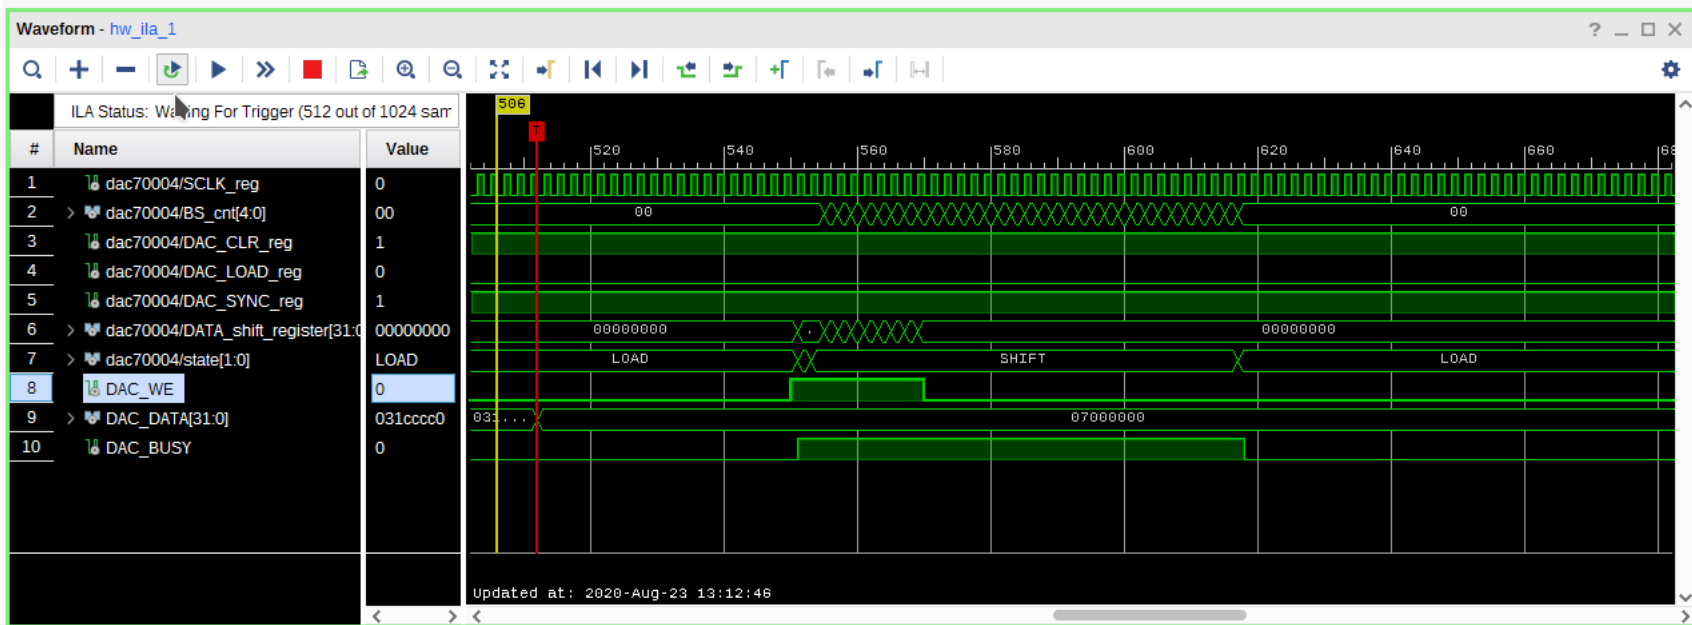 Waveform - hw_ila_1
ILA Status: Waiting For Trigger (512 out of 1024 sam
506
T
520 540 560 580 600 620 640 660 68
# Name Value
1 dac70004/SCLK_reg 0
2 dac70004/BS_cnt[4:0] 00 00 00
3 dac70004/DAC_CLR_reg 1
4 dac70004/DAC_LOAD_reg 0
5 dac70004/DAC_SYNC_reg 1
6 dac70004/DATA_shift_register[31:0 00000000 00000000 . 00000000
7 dac70004/state[1:0] LOAD LOAD SHIFT LOAD
8 DAC_WE 0
9 DAC_DATA[31:0] 031cccc0 031... 07000000
10 DAC_BUSY 0
Updated at: 2020-Aug-23 13:12:46